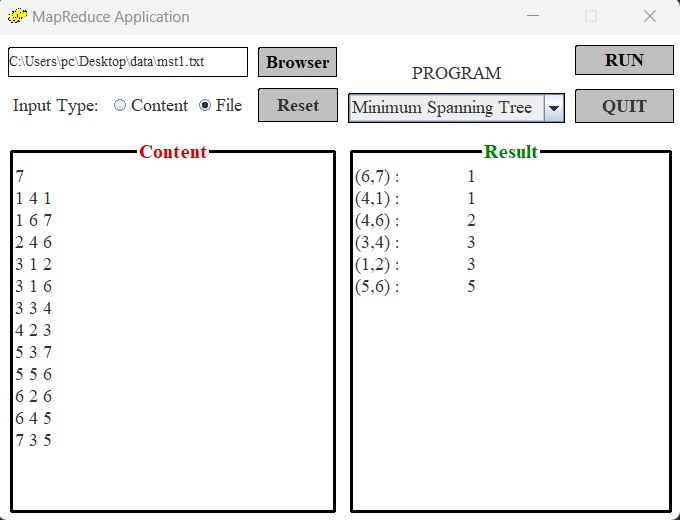 MapReduce Application
C:\Users\pc\Desktop\data\mst1.txt
Browser
PROGRAM
RUN
Input Type: Content File
Reset
Minimum Spanning Tree
QUIT
Content
7
1 4 1
1 6 7
2 4 6
3 1 2
3 1 6
3 3 4
4 2 3
5 3 7
5 5 6
6 2 6
6 4 5
7 3 5
Result
(6,7) : 1
(4,1) : 1
(4,6) : 2
(3,4) : 3
(1,2) : 3
(5,6) : 5